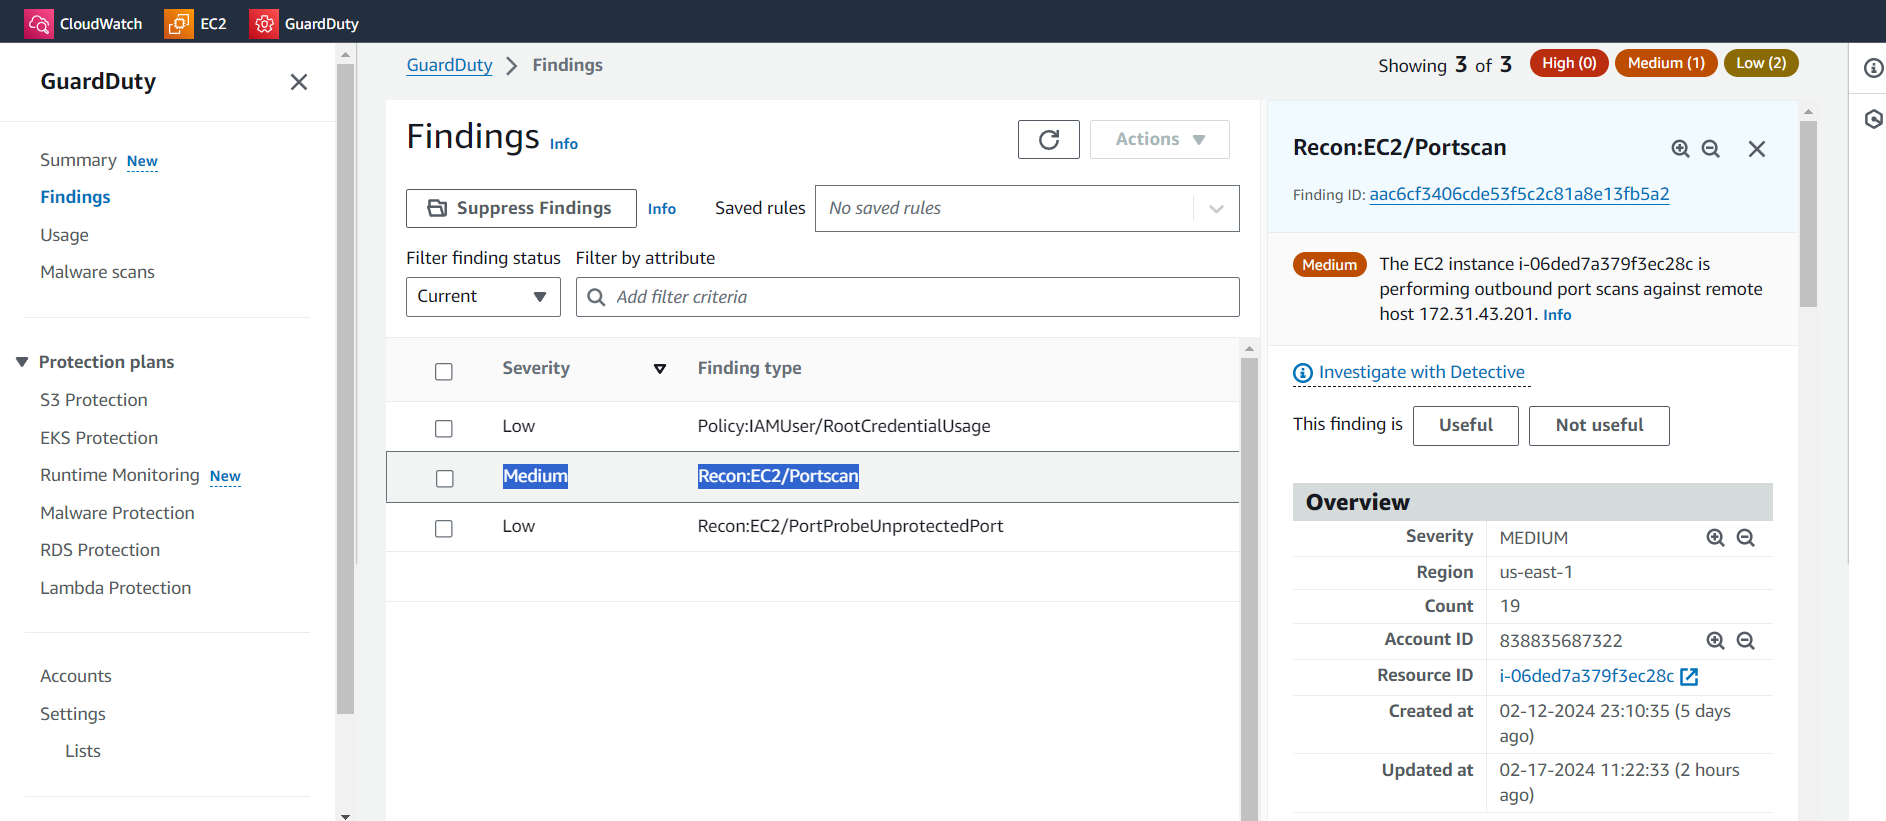 CloudWatch EC2 GuardDuty
GuardDuty
Summary New
Findings
Usage
Malware scans
Protection plans
S3 Protection
EKS Protection
Runtime Monitoring New
Malware Protection
RDS Protection
Lambda Protection
Accounts
Settings
Lists
GuardDuty Findings
Showing 3 of 3 High (0) Medium (1) Low (2)
Findings Info
Actions
Suppress Findings Info Saved rules No saved rules
Filter finding status Filter by attribute
Current Add filter criteria
Severity Finding type
Low Policy:IAMUser/RootCredentialUsage
Medium Recon:EC2/Portscan
Low Recon:EC2/PortProbeUnprotectedPort
Recon:EC2/Portscan
Finding ID: aac6cf3406cde53f5c2c81a8e13fb5a2
Medium The EC2 instance i-06ded7a379f3ec28c is
performing outbound port scans against remote
host 172.31.43.201. Info
Investigate with Detective
This finding is Useful Not useful
Overview
Severity MEDIUM
Region us-east-1
Count 19
Account ID 838835687322
Resource ID i-06ded7a379f3ec28c
Created at 02-12-2024 23:10:35 (5 days
ago)
Updated at 02-17-2024 11:22:33 (2 hours
ago)